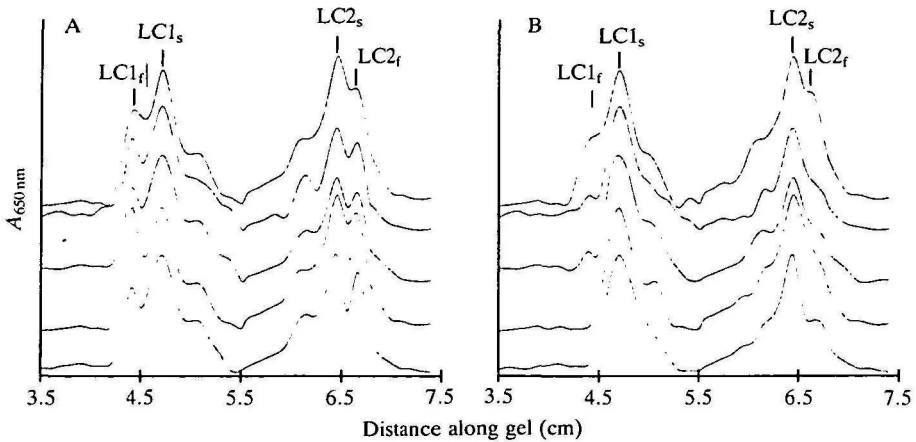 A
LC1f
LC1s
LC2s
LC2f
B
LC1f
LC1s
LC2s
LC2f
A650 nm
3.5 4.5 5.5 6.5 7.5
3.5 4.5 5.5 6.5 7.5
Distance along gel (cm)